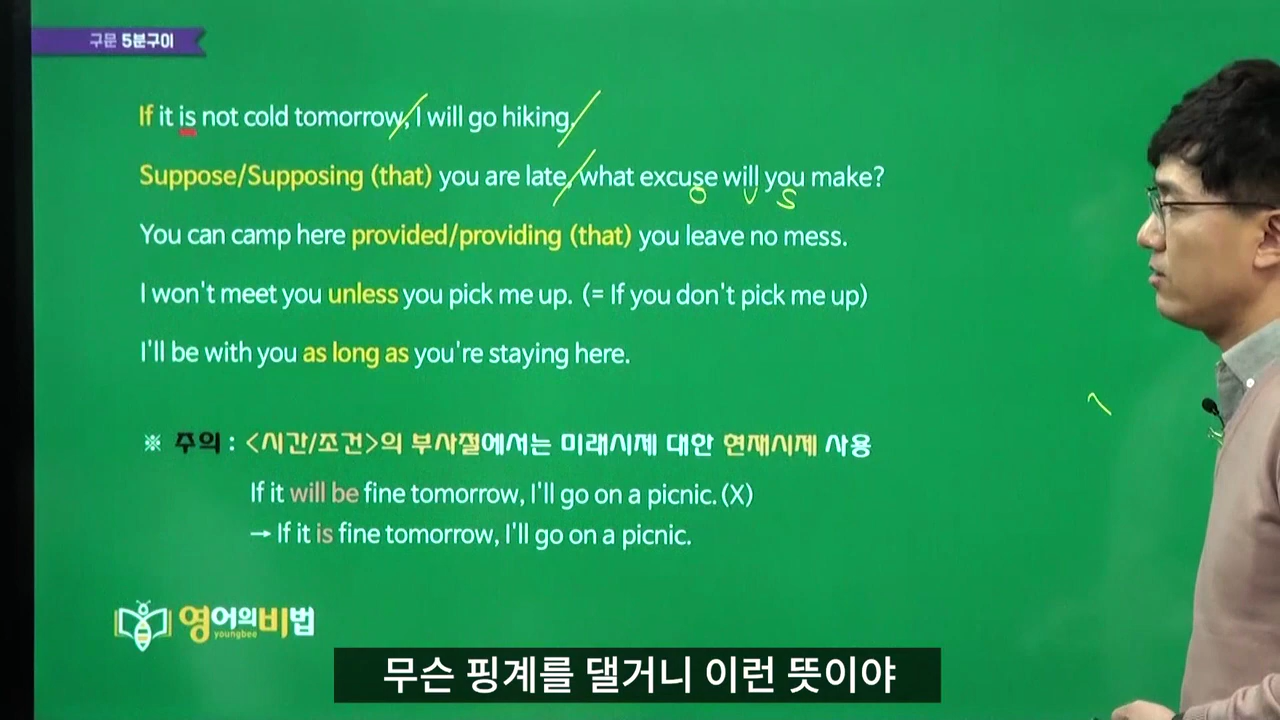 구문 5분구이
If it is not cold tomorrow, I will go hiking,
Suppose/Supposing (that) you are late, what excuse will you make?
O V S
You can camp here provided/providing (that) you leave no mess.
I won't meet you unless you pick me up. (= If you don't pick me up)
I'll be with you as long as you're staying here.
※ 주의 : <시간/조건>의 부사절에서는 미래시제 대한 현재시제 사용
If it will be fine tomorrow, I'll go on a picnic. (X)
→ If it is fine tomorrow, I'll go on a picnic.
영어의비법
youngbee
무슨 핑계를 댈거니 이런 뜻이야